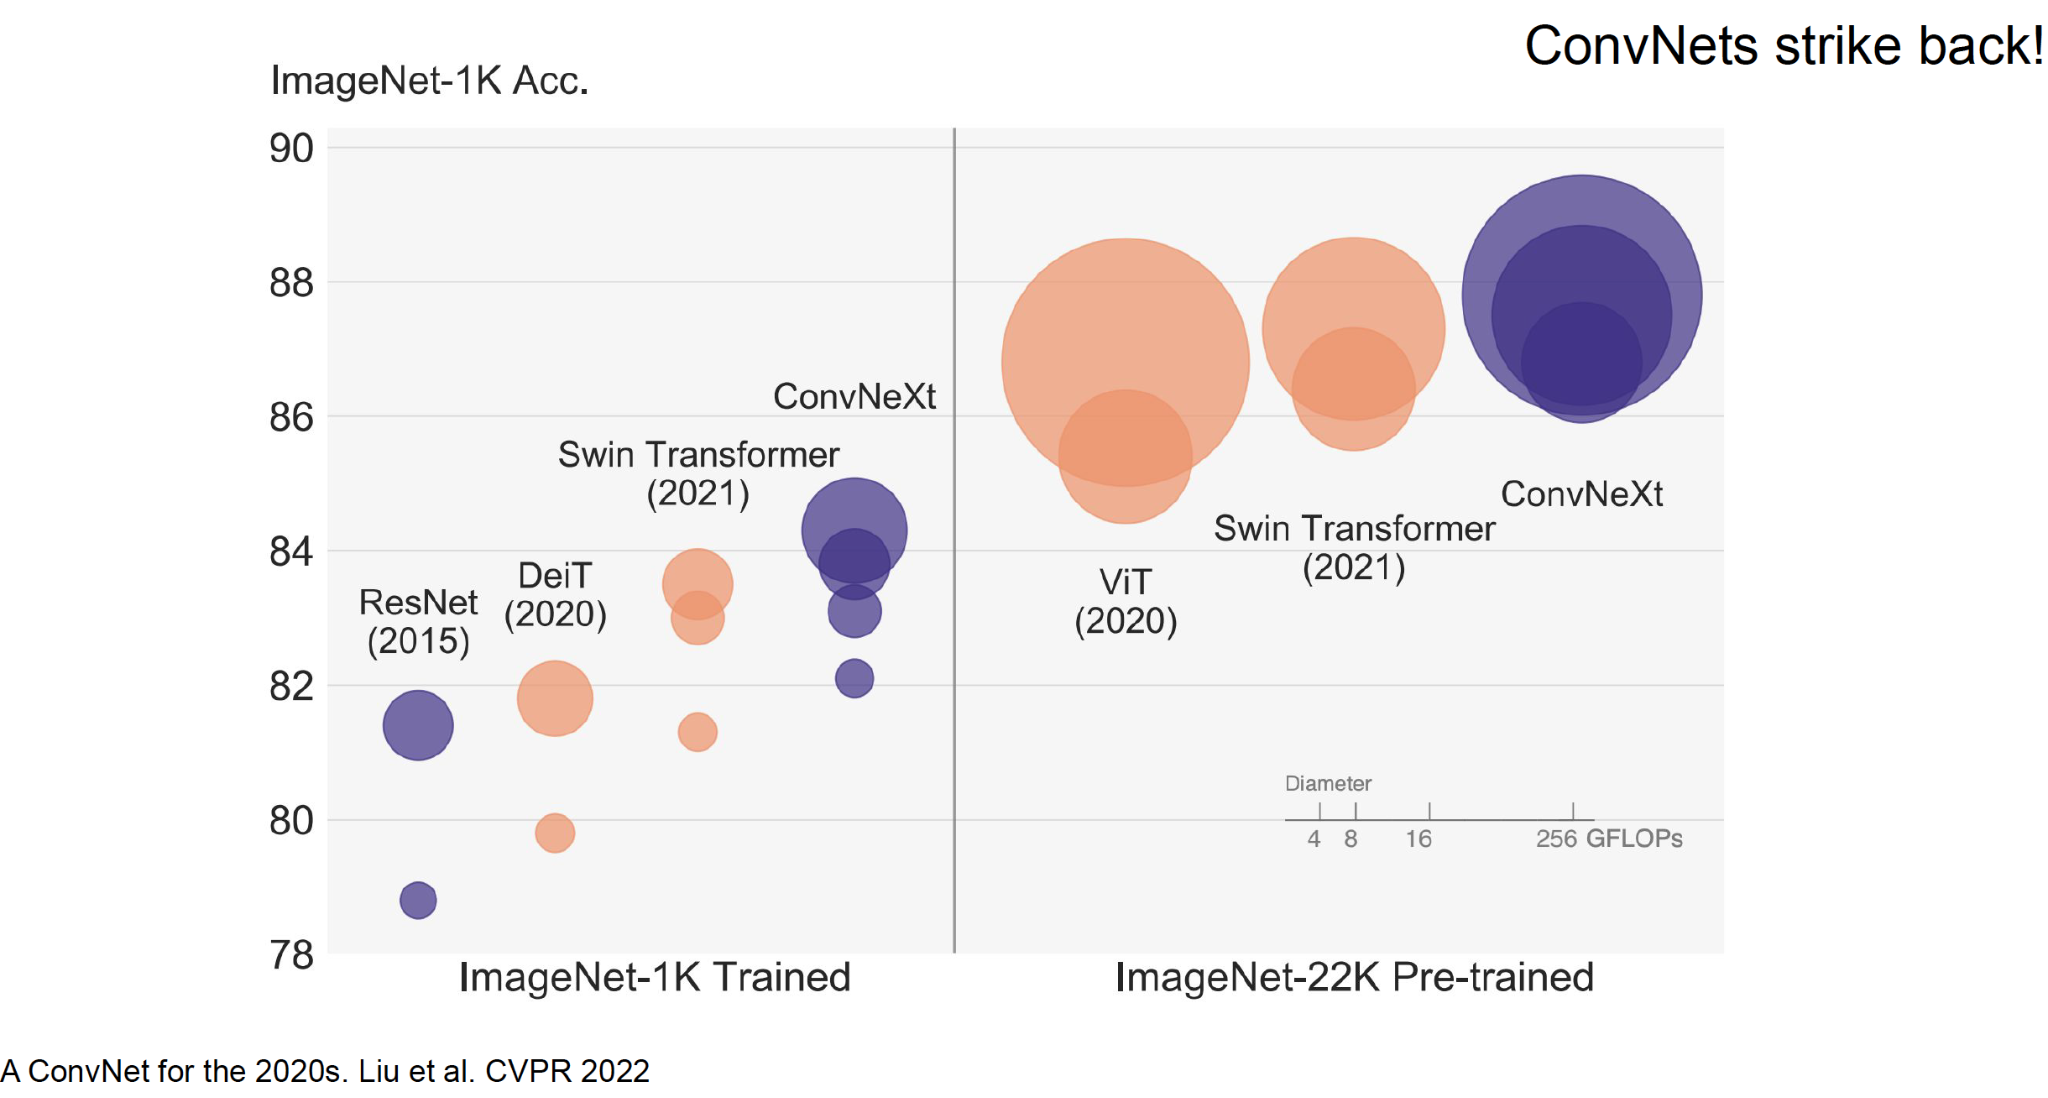 ConvNets strike back!
ImageNet-1K Acc.
90
88
86
84
82
80
78
ResNet
(2015)
DeiT
(2020)
Swin Transformer
(2021)
ConvNeXt
ViT
(2020)
Swin Transformer
(2021)
ConvNeXt
Diameter
4 8 16 256 GFLOPs
ImageNet-1K Trained
ImageNet-22K Pre-trained
A ConvNet for the 2020s. Liu et al. CVPR 2022